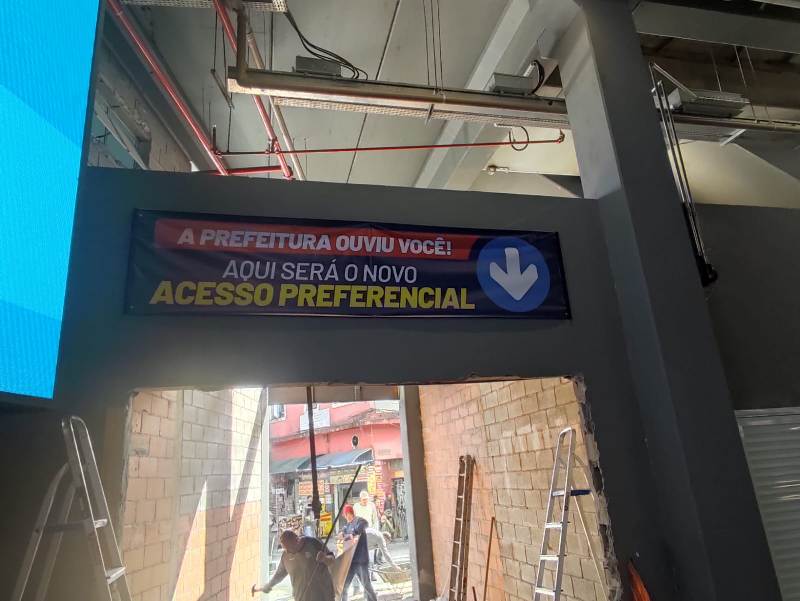 A PREFEITURA OUVIU VOCÊ!
AQUI SERÁ O NOVO
ACESSO PREFERENCIAL